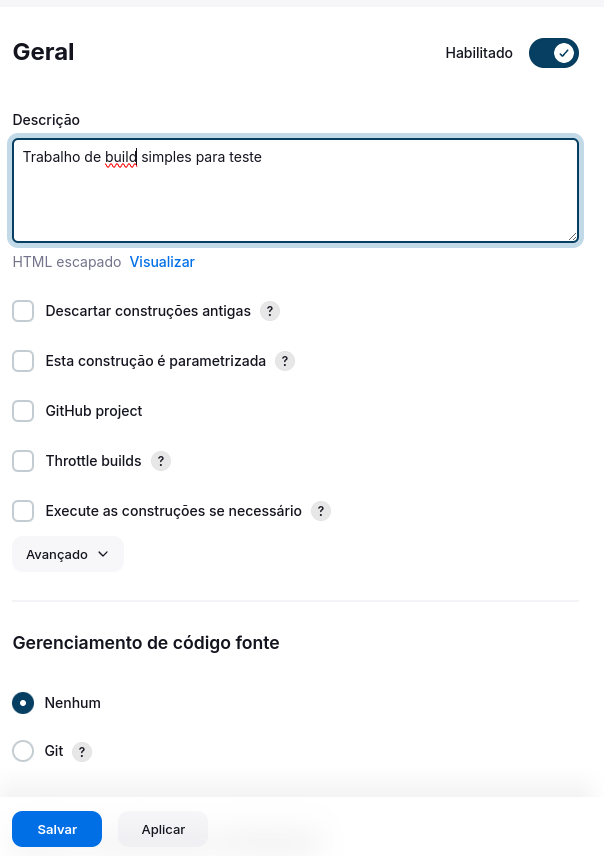 Geral
Habilitado
Descrição
Trabalho de build simples para teste
HTML escapado Visualizar
Descartar construções antigas ?
Esta construção é parametrizada ?
GitHub project
Throttle builds ?
Execute as construções se necessário ?
Avançado
Gerenciamento de código fonte
Nenhum
Git ?
Salvar Aplicar